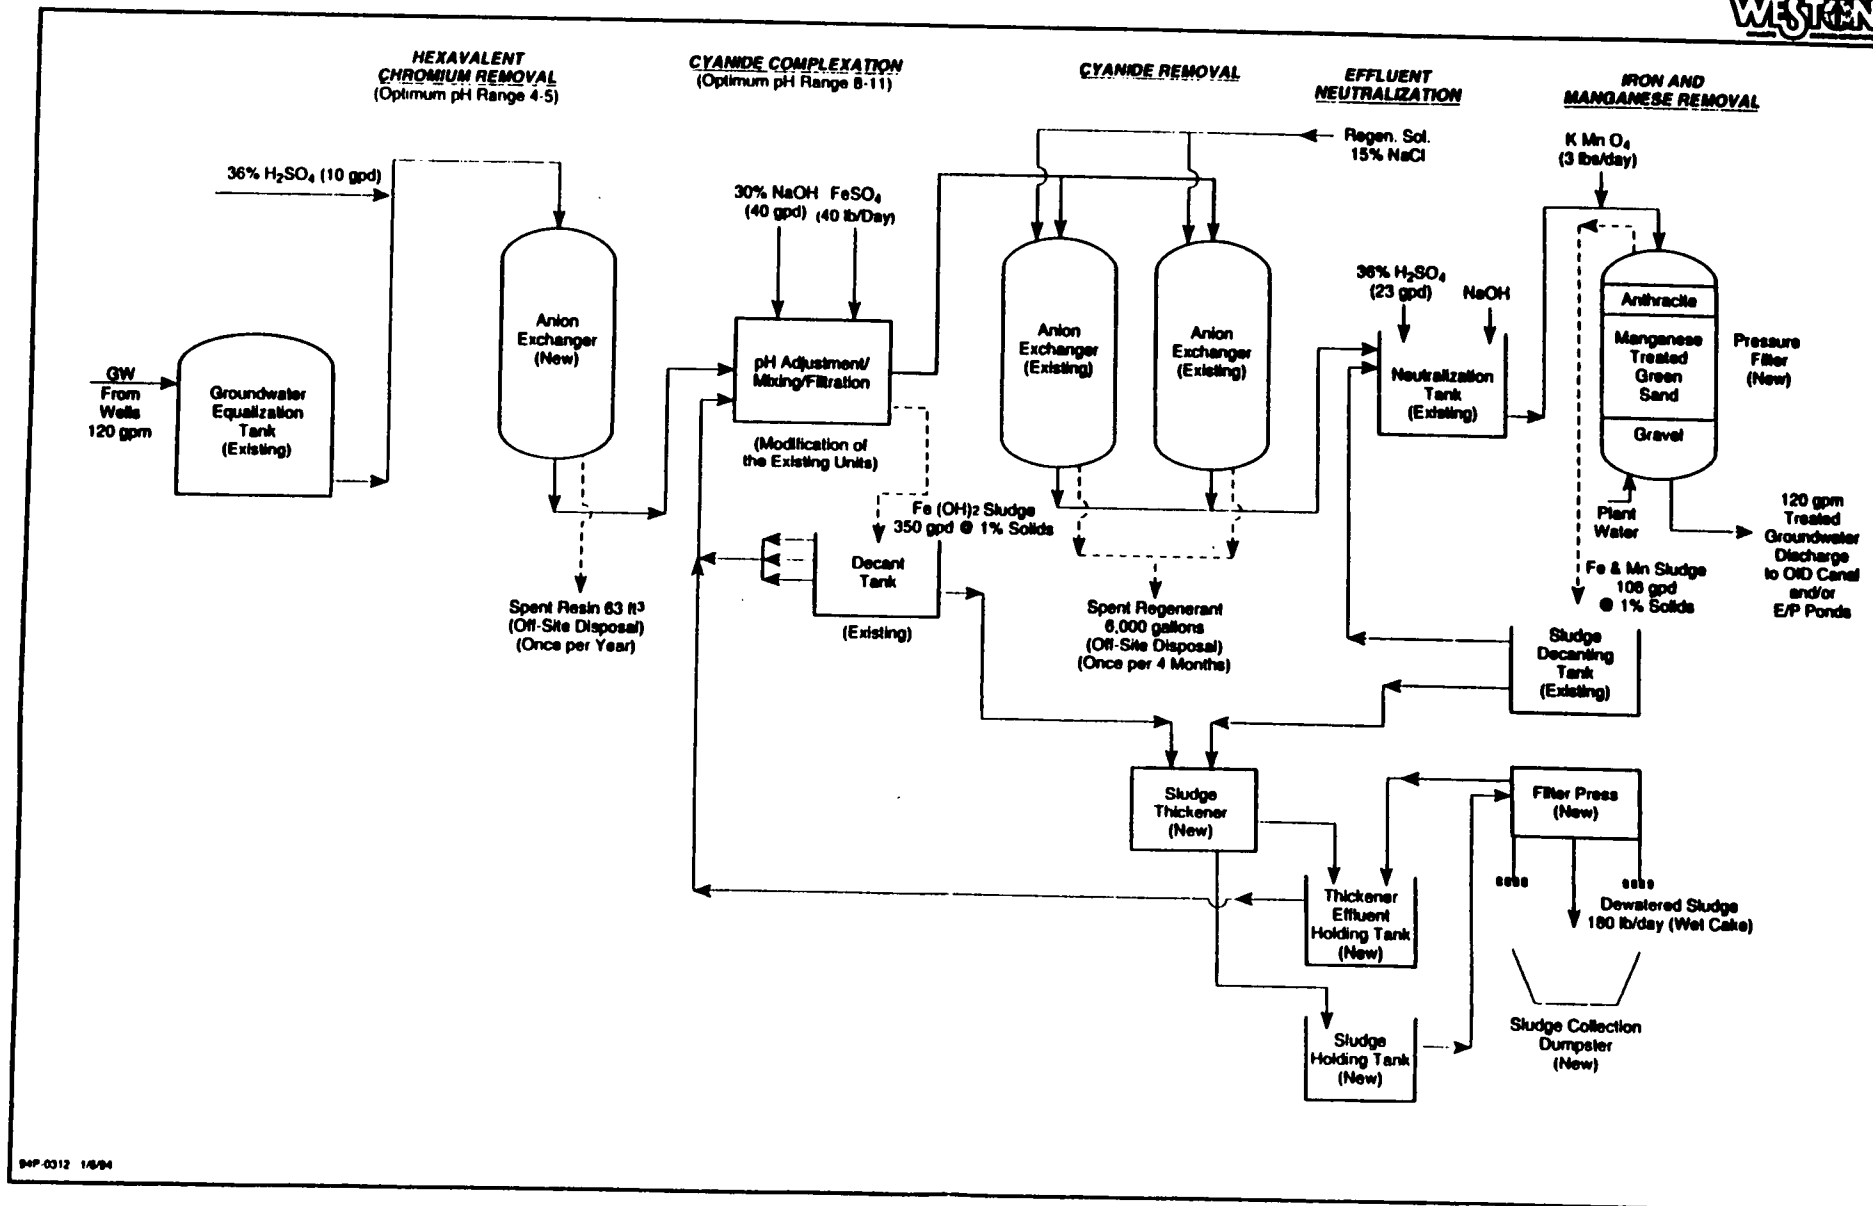 WESTON
HEXAVALENT
CHROMIUM REMOVAL
(Optimum pH Range 4-5)
CYANIDE COMPLEXATION
(Optimum pH Range 8-11)
CYANIDE REMOVAL
EFFLUENT
NEUTRALIZATION
IRON AND
MANGANESE REMOVAL
36% H₂SO₄ (10 gpd)
30% NaOH FeSO₄
(40 gpd) (40 lb/Day)
Regen. Sol.
15% NaCl
K Mn O₄
(3 lbs/day)
GW
From
Wells
120 gpm
Groundwater
Equalization
Tank
(Existing)
Anion
Exchanger
(New)
pH Adjustment/
Mixing/Filtration
(Modification of
the Existing Units)
Anion
Exchanger
(Existing)
Anion
Exchanger
(Existing)
36% H₂SO₄
(23 gpd)
NaOH
Neutralization
Tank
(Existing)
Anthracite
Manganese
Treated
Green
Sand
Gravel
Pressure
Filter
(New)
Plant
Water
120 gpm
Treated
Groundwater
Discharge
to OID Canal
and/or
E/P Ponds
Fe (OH)₂ Sludge
350 gpd @ 1% Solids
Decant
Tank
(Existing)
Spent Resin 63 ft³
(Off-Site Disposal)
(Once per Year)
Spent Regenerant
6,000 gallons
(Off-Site Disposal)
(Once per 4 Months)
Fe & Mn Sludge
108 gpd
@ 1% Solids
Sludge
Decanting
Tank
(Existing)
Sludge
Thickener
(New)
Filter Press
(New)
Thickener
Effluent
Holding Tank
(New)
Dewatered Sludge
180 lb/day (Wet Cake)
Sludge
Holding Tank
(New)
Sludge Collection
Dumpster
(New)
94P-0312 1/6/94